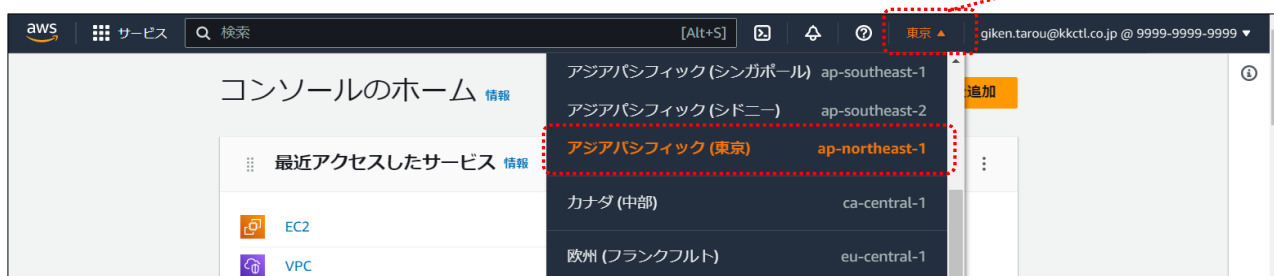 aws サービス 検索 [Alt+S] 東京 ▲ giken.tarou@kkctl.co.jp @ 9999-9999-9999 ▼
コンソールのホーム 情報
追加
最近アクセスしたサービス 情報
EC2
VPC
アジアパシフィック (シンガポール) ap-southeast-1
アジアパシフィック (シドニー) ap-southeast-2
アジアパシフィック (東京) ap-northeast-1
カナダ (中部) ca-central-1
欧州 (フランクフルト) eu-central-1